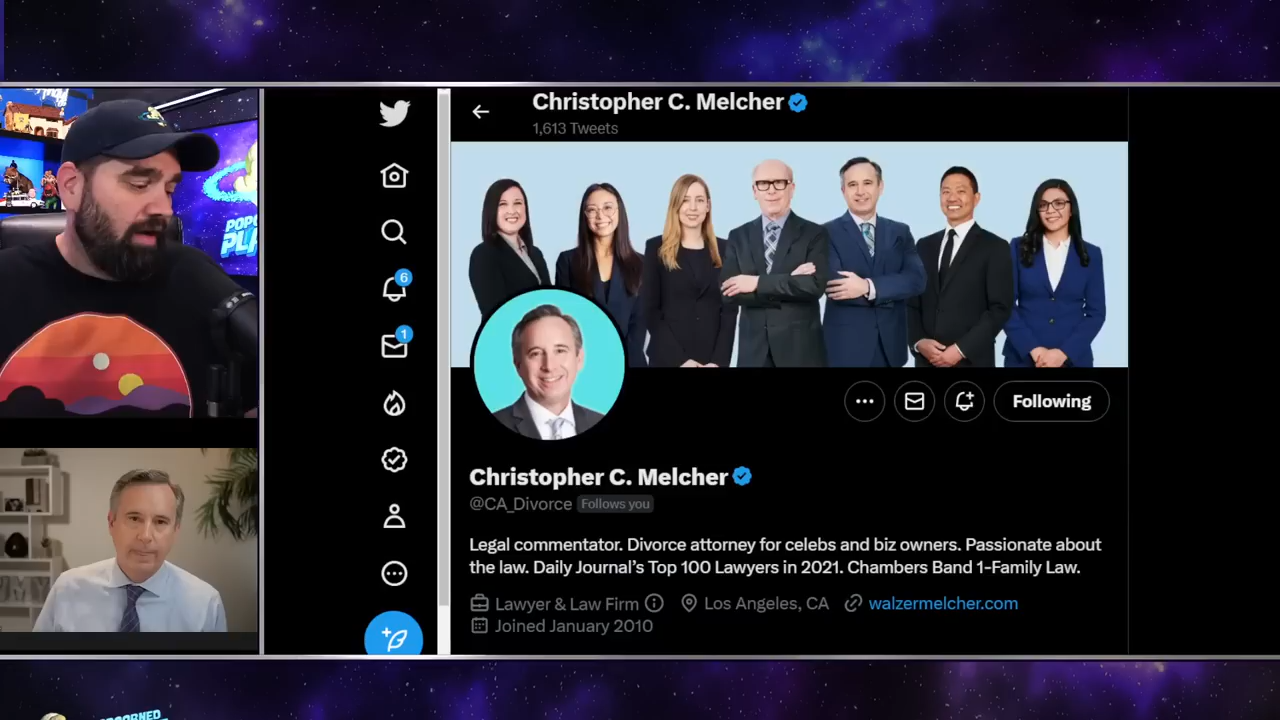 Christopher C. Melcher
1,613 Tweets
6
1
Following
Christopher C. Melcher
@CA_Divorce Follows you
Legal commentator. Divorce attorney for celebs and biz owners. Passionate about
the law. Daily Journal's Top 100 Lawyers in 2021. Chambers Band 1-Family Law.
Lawyer & Law Firm Los Angeles, CA walzermelcher.com
Joined January 2010